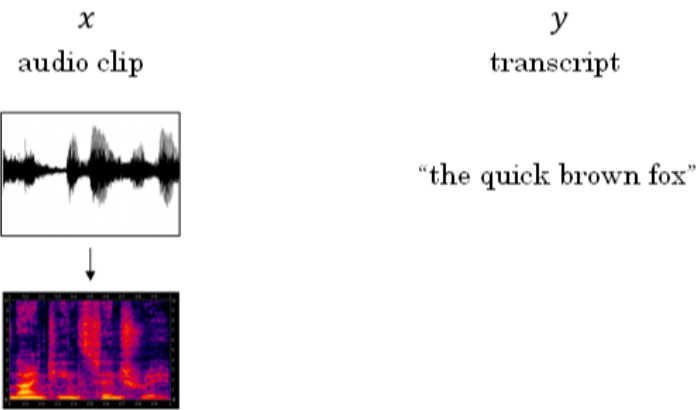 x
audio clip
y
transcript
“the quick brown fox”